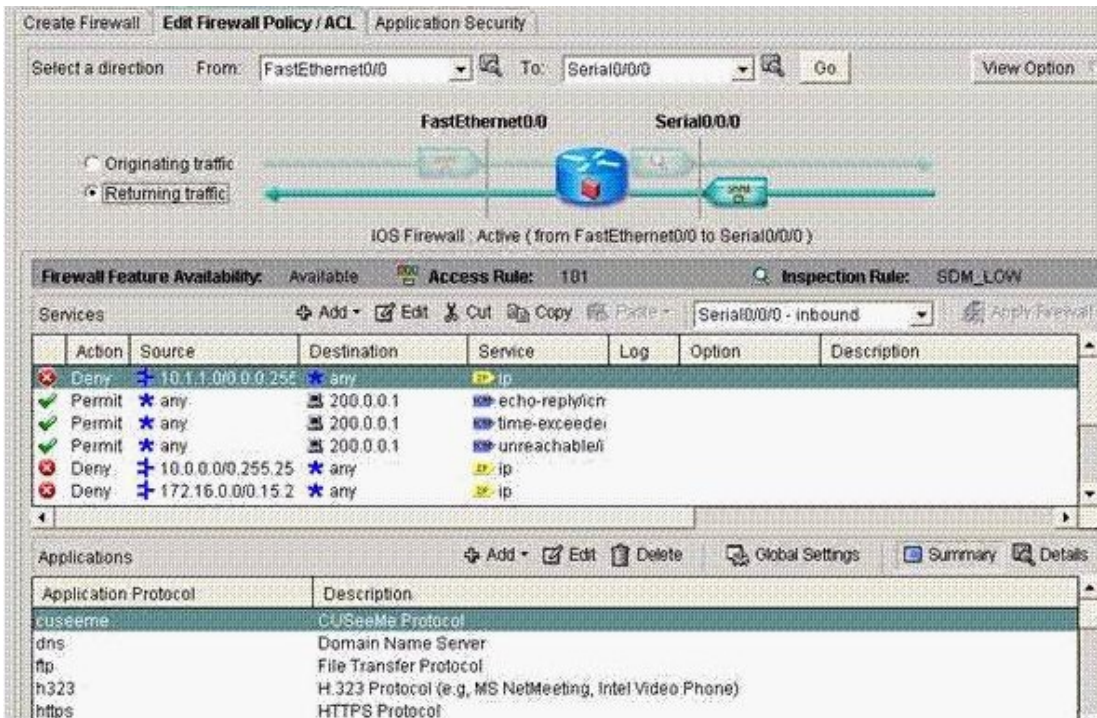 Create Firewall Edit Firewall Policy / ACL Application Security
Select a direction From: FastEthernet0/0 To: Serial0/0/0 Go View Option
FastEthernet0/0 Serial0/0/0
Originating traffic
Returning traffic
IOS Firewall : Active ( from FastEthernet0/0 to Serial0/0/0 )
Firewall Feature Availability: Available Access Rule: 101 Inspection Rule: SDM_LOW
Services Add Edit Cut Copy Paste Serial0/0/0 - inbound Apply Firewall
Action Source Destination Service Log Option Description
Deny 10.1.1.0/0.0.0.255 any ip
Permit any 200.0.0.1 echo-reply/icm
Permit any 200.0.0.1 time-exceeded
Permit any 200.0.0.1 unreachable/i
Deny 10.0.0.0/0.255.25 any ip
Deny 172.16.0.0/0.15.2 any ip
Applications Add Edit Delete Global Settings Summary Details
Application Protocol Description
cuseeme CUSeeMe Protocol
dns Domain Name Server
ftp File Transfer Protocol
h323 H.323 Protocol (e.g, MS NetMeeting, Intel Video Phone)
https HTTPS Protocol